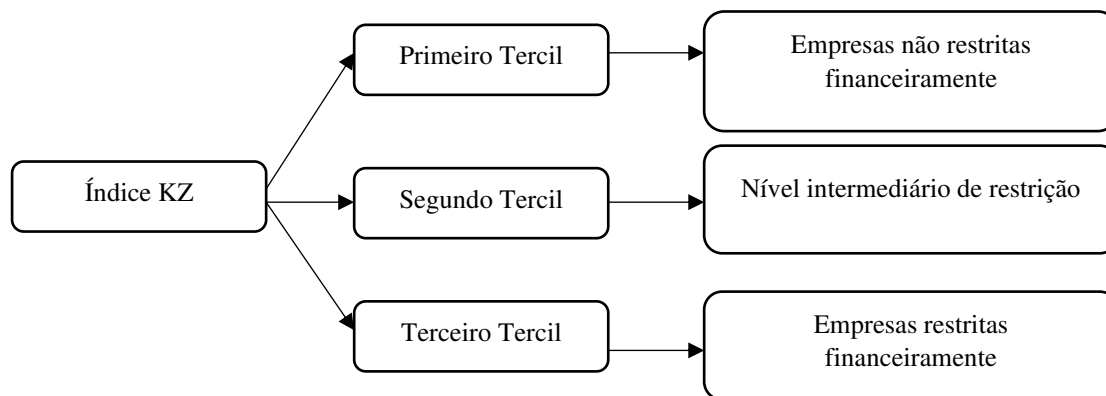 Primeiro Tercil
Empresas não restritas
financeiramente
Índice KZ
Segundo Tercil
Nível intermediário de restrição
Terceiro Tercil
Empresas restritas
financeiramente